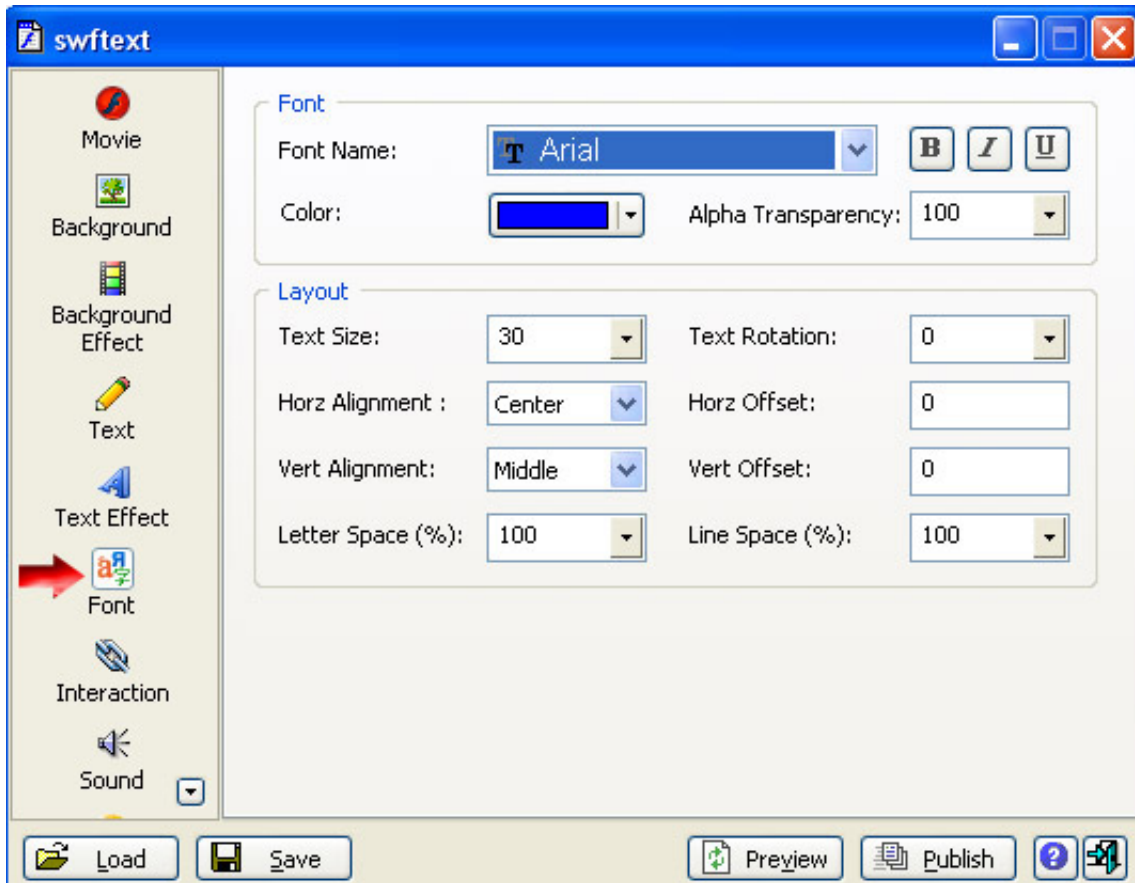 swftext
Movie
Background
Background
Effect
Text
Text Effect
Font
Interaction
Sound
Font
Font Name: Arial B I U
Color: Alpha Transparency: 100
Layout
Text Size: 30 Text Rotation: 0
Horz Alignment : Center Horz Offset: 0
Vert Alignment: Middle Vert Offset: 0
Letter Space (%): 100 Line Space (%): 100
Load Save Preview Publish